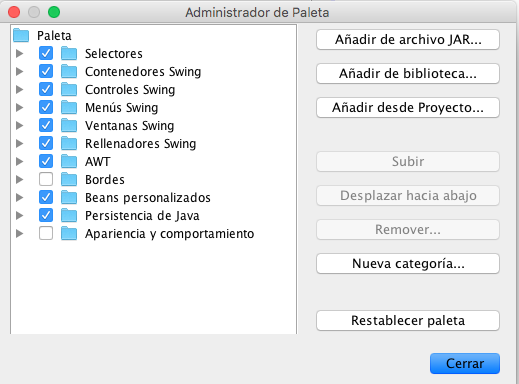 Administrador de Paleta
Paleta
Selectores
Contenedores Swing
Controles Swing
Menús Swing
Ventanas Swing
Rellenadores Swing
AWT
Bordes
Beans personalizados
Persistencia de Java
Apariencia y comportamiento
Añadir de archivo JAR...
Añadir de biblioteca...
Añadir desde Proyecto...
Subir
Desplazar hacia abajo
Remover...
Nueva categoría...
Restablecer paleta
Cerrar